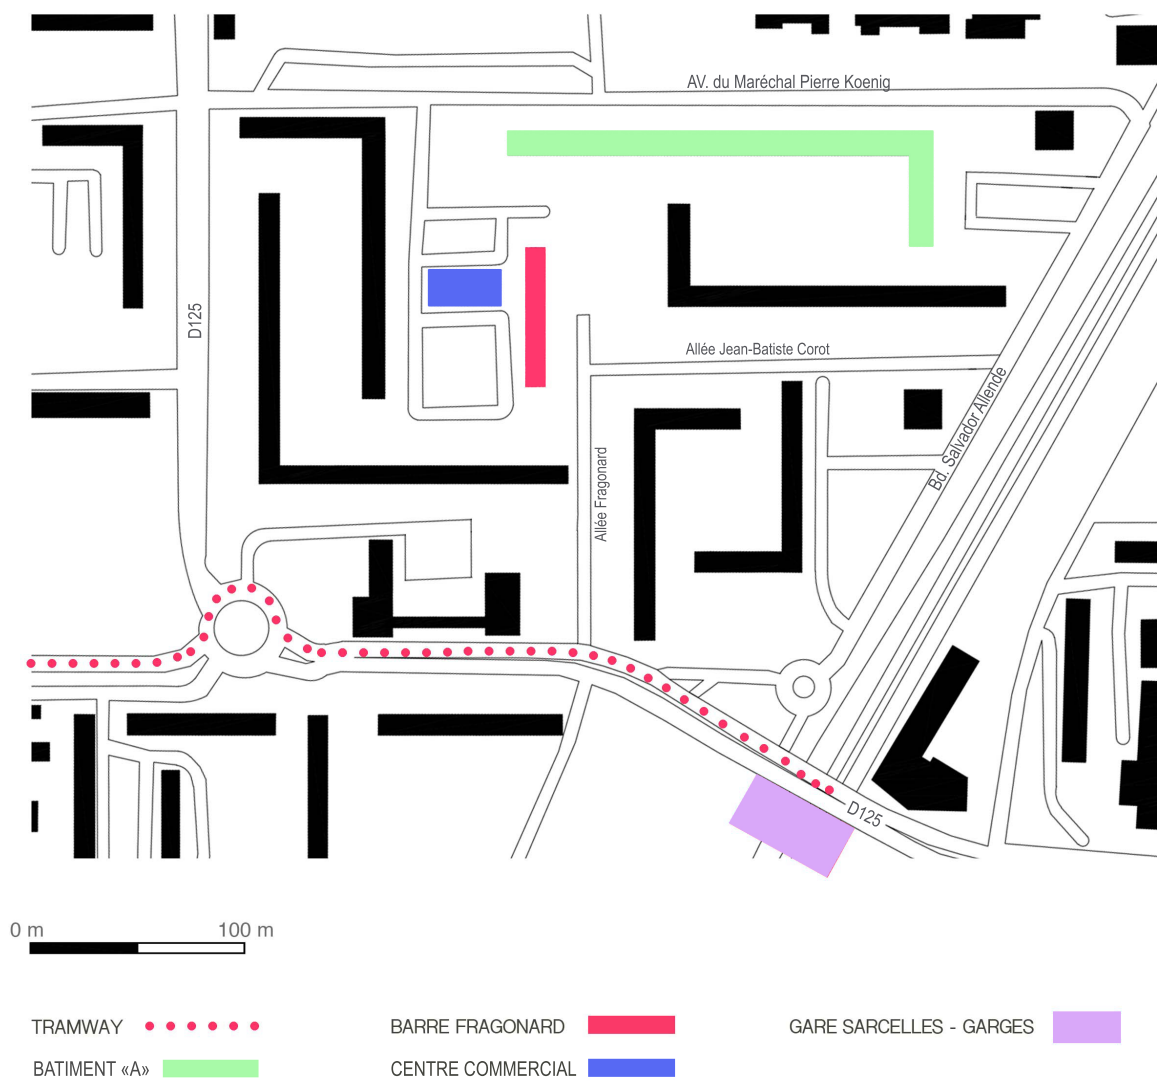 AV. du Maréchal Pierre Koenig
D125
Allée Jean-Batiste Corot
Bd. Salvador Allende
Allée Fragonard
D125
0 m 100 m
TRAMWAY
BARRE FRAGONARD
GARE SARCELLES - GARGES
BATIMENT «A»
CENTRE COMMERCIAL